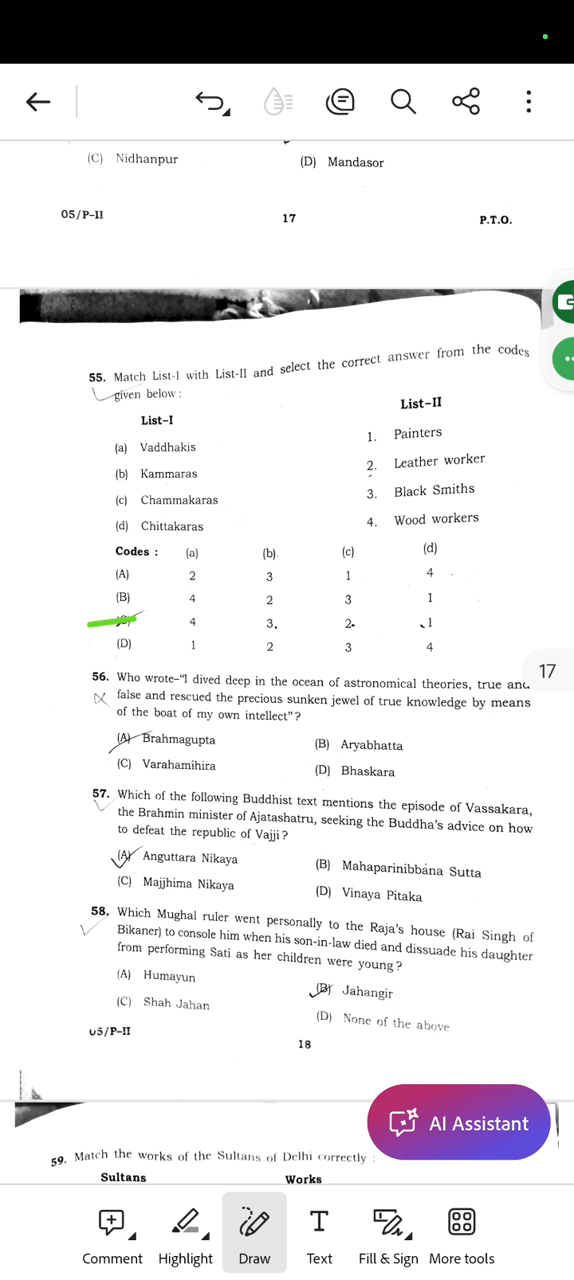 (C) Nidhanpur (D) Mandasor
05/P-II 17 P.T.O.
55. Match List-I with List-II and select the correct answer from the codes
given below :
List-I List-II
(a) Vaddhakis 1. Painters
(b) Kammaras 2. Leather worker
(c) Chammakaras 3. Black Smiths
(d) Chittakaras 4. Wood workers
Codes : (a) (b) (c) (d)
(A) 2 3 1 4
(B) 4 2 3 1
(C) 4 3 2 1
(D) 1 2 3 4
17
56. Who wrote–"I dived deep in the ocean of astronomical theories, true and
false and rescued the precious sunken jewel of true knowledge by means
of the boat of my own intellect"?
(A) Brahmagupta (B) Aryabhatta
(C) Varahamihira (D) Bhaskara
57. Which of the following Buddhist text mentions the episode of Vassakara,
the Brahmin minister of Ajatashatru, seeking the Buddha's advice on how
to defeat the republic of Vajji?
(A) Anguttara Nikaya (B) Mahaparinibbana Sutta
(C) Majjhima Nikaya (D) Vinaya Pitaka
58. Which Mughal ruler went personally to the Raja's house (Rai Singh of
Bikaner) to console him when his son-in-law died and dissuade his daughter
from performing Sati as her children were young?
(A) Humayun (B) Jahangir
(C) Shah Jahan (D) None of the above
05/P-II
18
AI Assistant
59. Match the works of the Sultans of Delhi correctly :
Sultans Works
Comment Highlight Draw Text Fill & Sign More tools